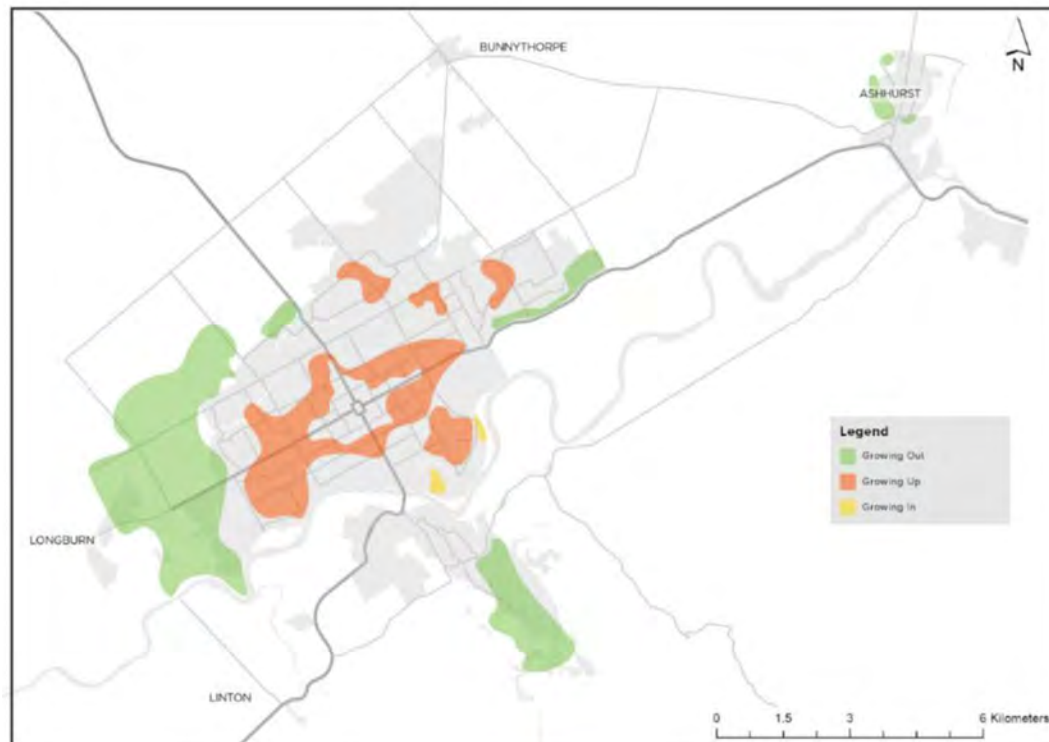 BUNNYTHORPE
N
ASHHURST
Legend
Growing Out
Growing Up
Growing In
LONGBURN
LINTON
0 1.5 3 6 Kilometers